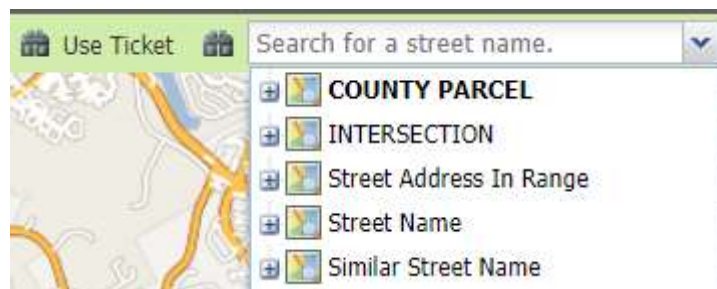 Use Ticket Search for a street name.
COUNTY PARCEL
INTERSECTION
Street Address In Range
Street Name
Similar Street Name